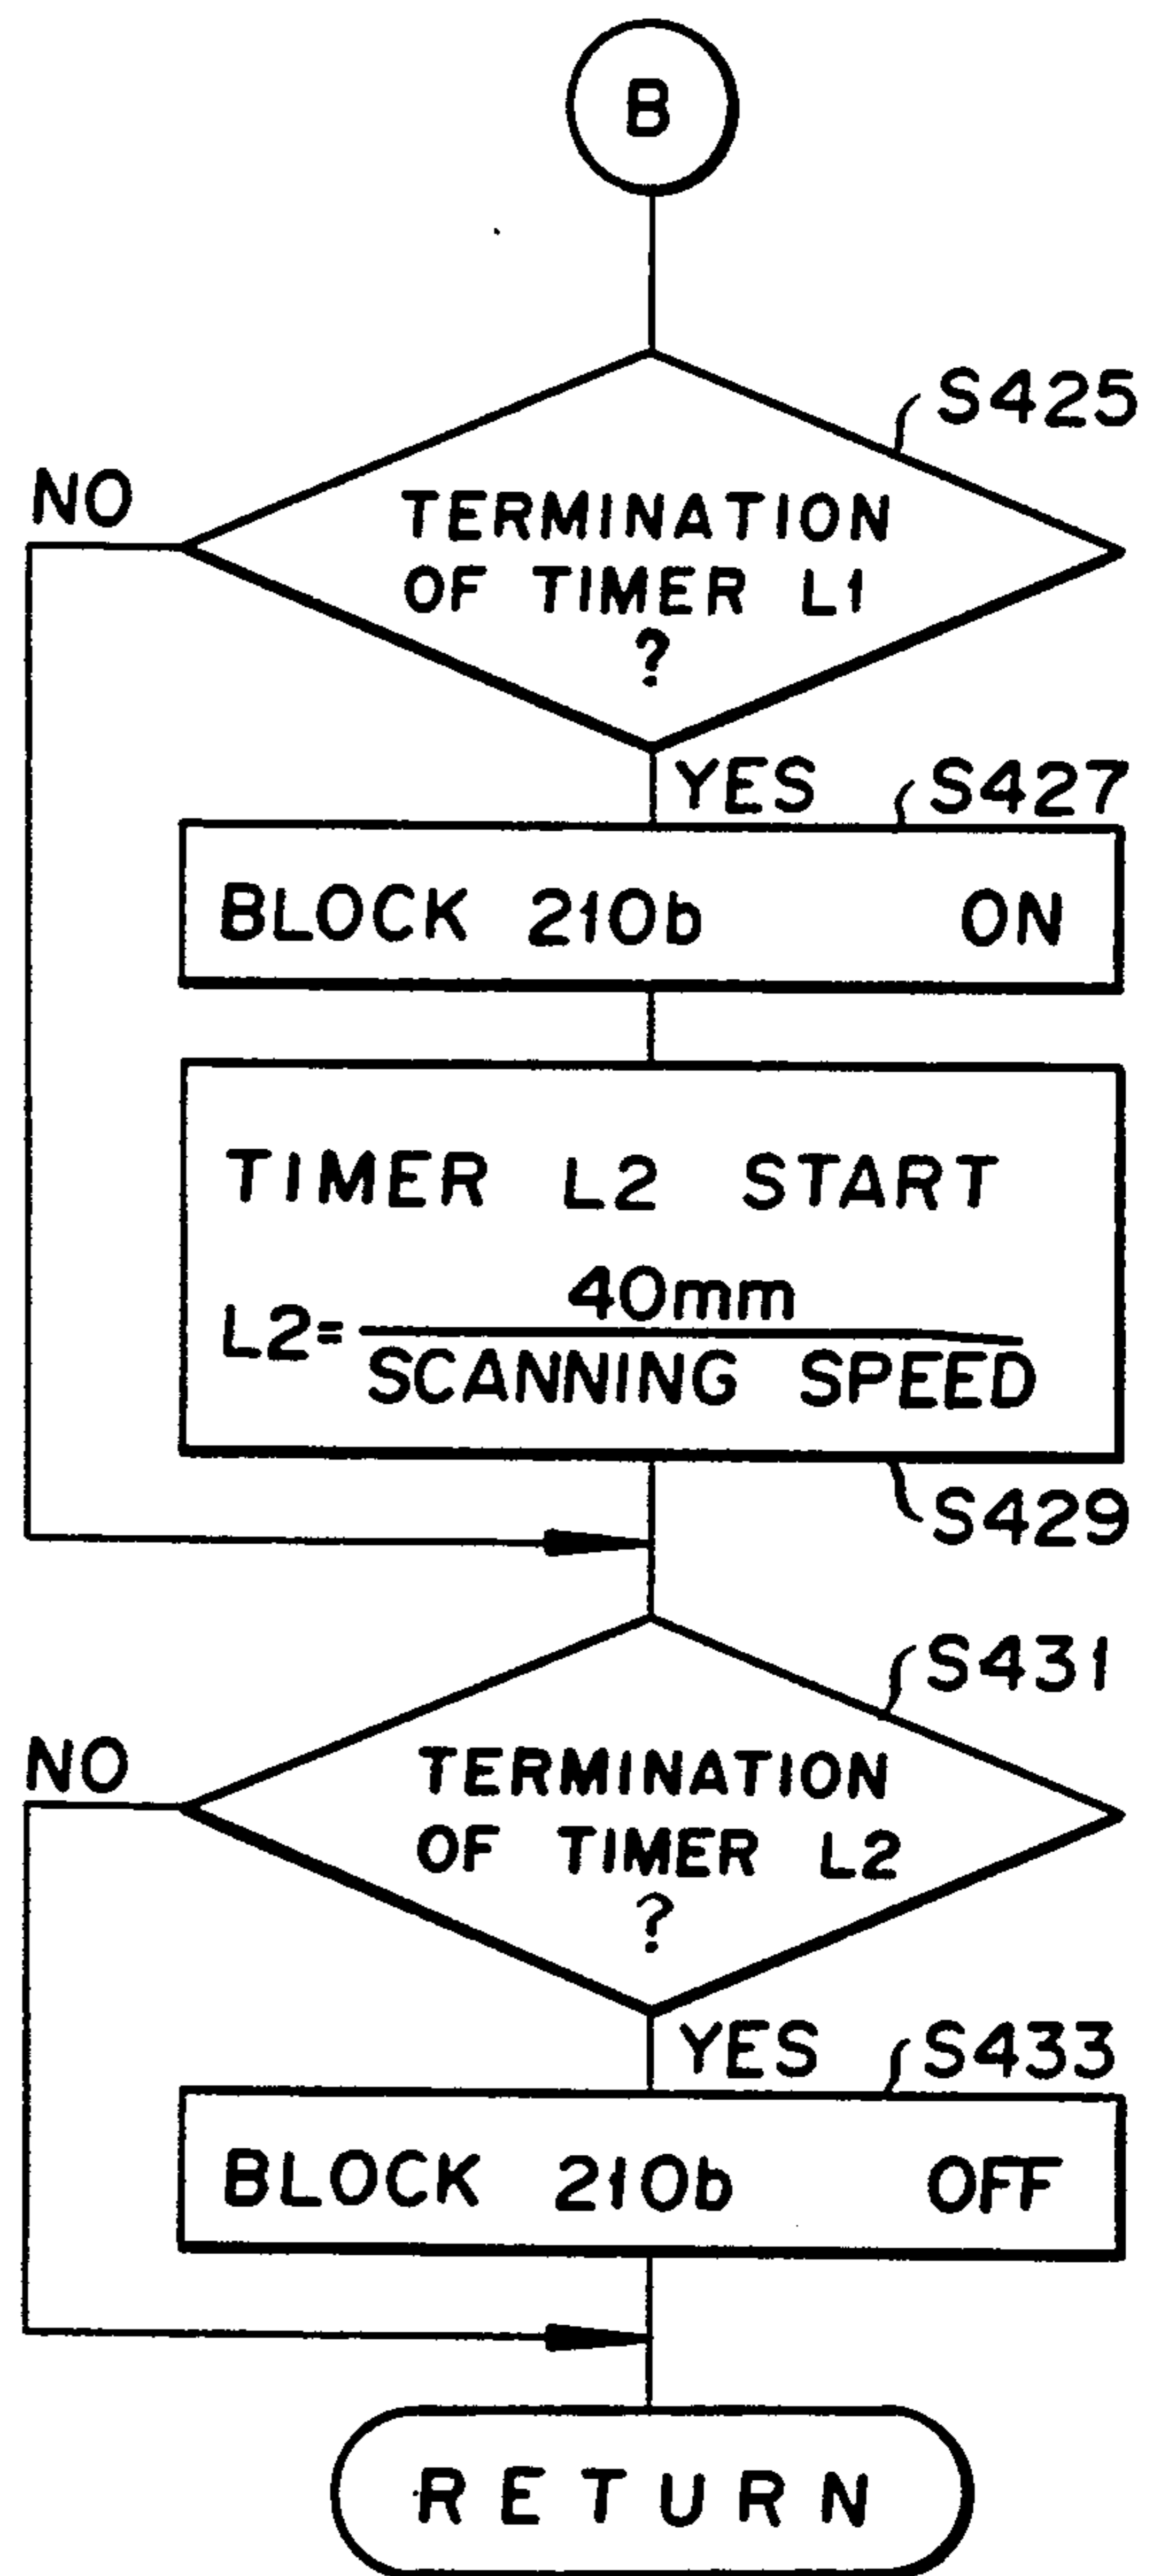 B
S425
NO
TERMINATION
OF TIMER L1
?
YES
S427
BLOCK 210b ON
TIMER L2 START
L2= 40mm
SCANNING SPEED
S429
S431
NO
TERMINATION
OF TIMER L2
?
YES
S433
BLOCK 210b OFF
RETURN